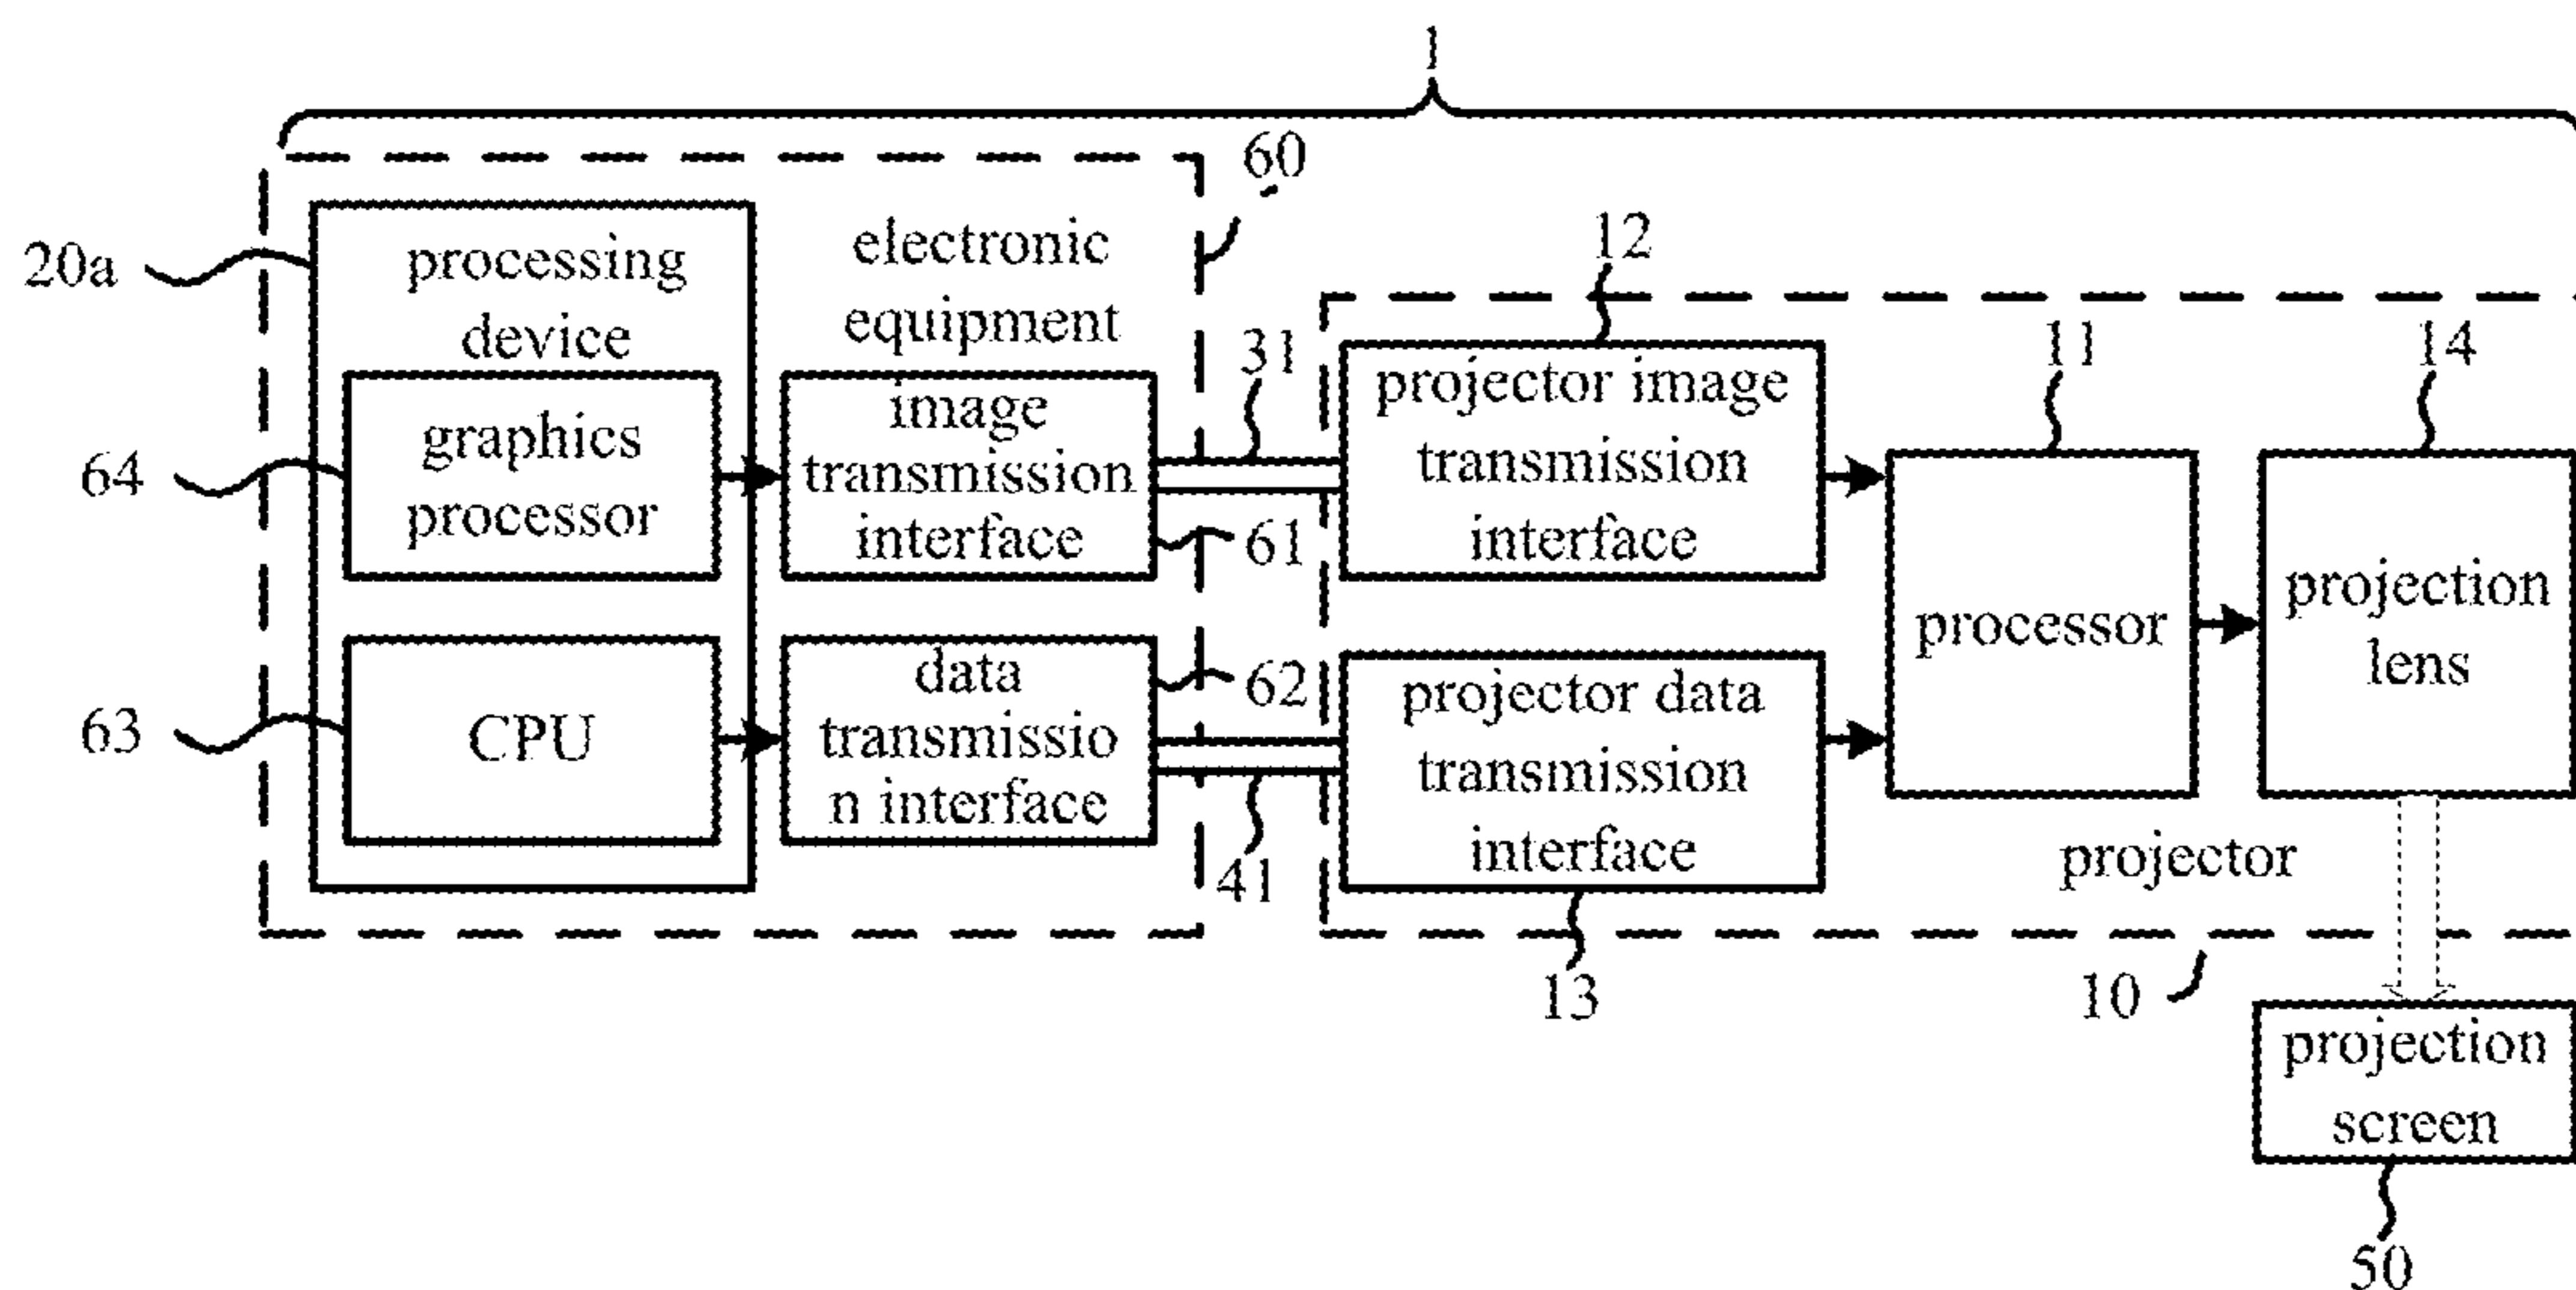 1
60
20a
processing
device
electronic
equipment
12
31
11
14
64
graphics
processor
image
transmission
interface
61
projector image
transmission
interface
processor
projection
lens
63
CPU
data
transmissio
n interface
62
41
projector data
transmission
interface
13
projector
10
projection
screen
50